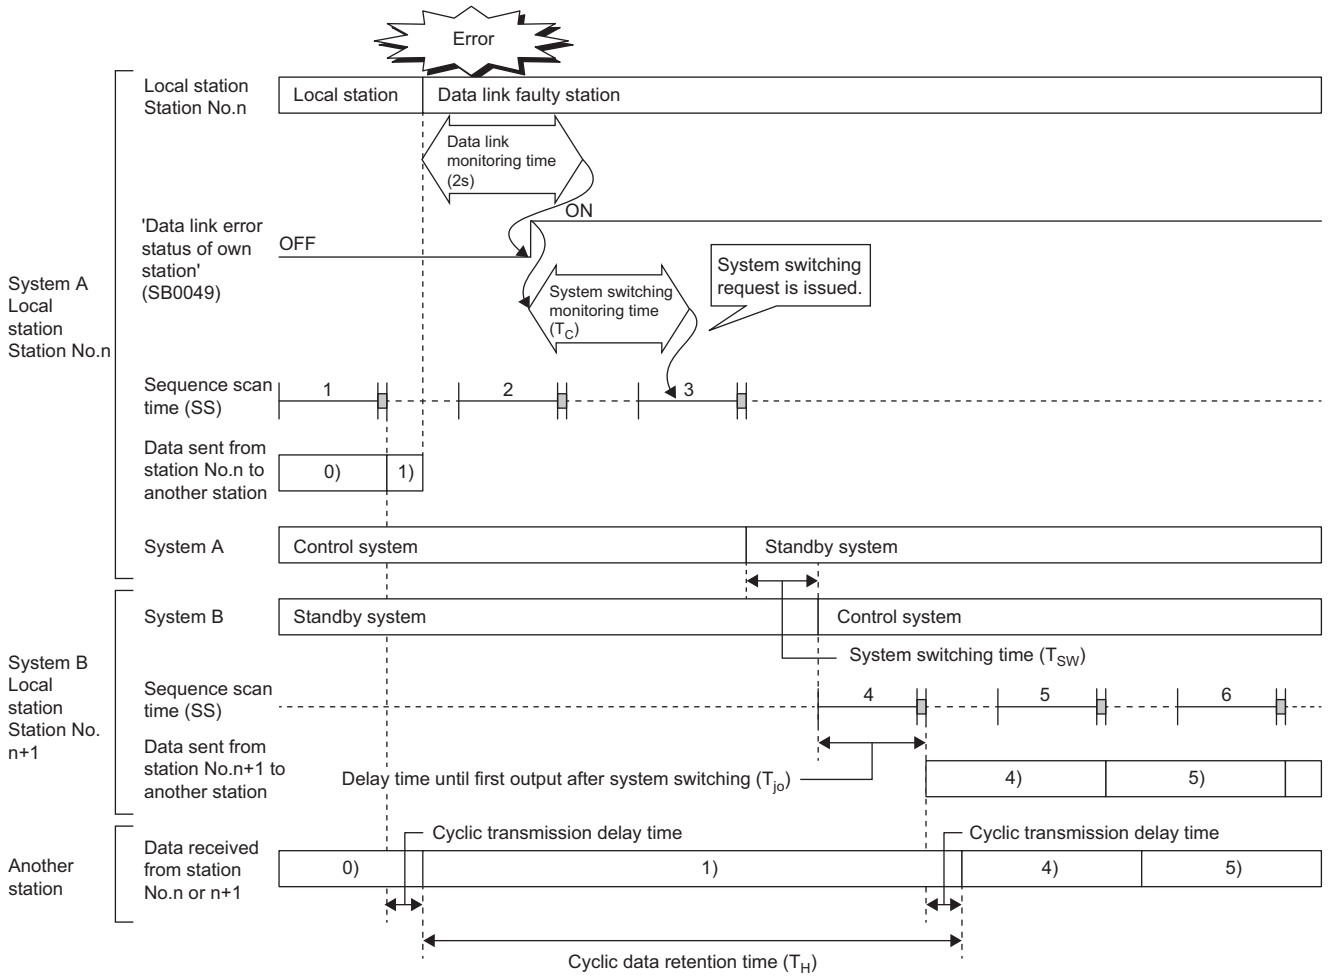 Error
Local station
Station No.n
Local station
Data link faulty station
Data link
monitoring time
(2s)
ON
'Data link error
status of own
station'
(SB0049)
OFF
System A
Local
station
Station No.n
System switching
request is issued.
System switching
monitoring time
(TC)
Sequence scan
time (SS)
1
2
3
Data sent from
station No.n to
another station
0)
1)
System A
Control system
Standby system
System B
Standby system
Control system
System switching time (TSW)
System B
Local
station
Station No.
n+1
Sequence scan
time (SS)
4
5
6
Data sent from
station No.n+1 to
another station
Delay time until first output after system switching (Tjo)
4)
5)
Cyclic transmission delay time
Cyclic transmission delay time
Another
station
Data received
from station
No.n or n+1
0)
1)
4)
5)
Cyclic data retention time (TH)